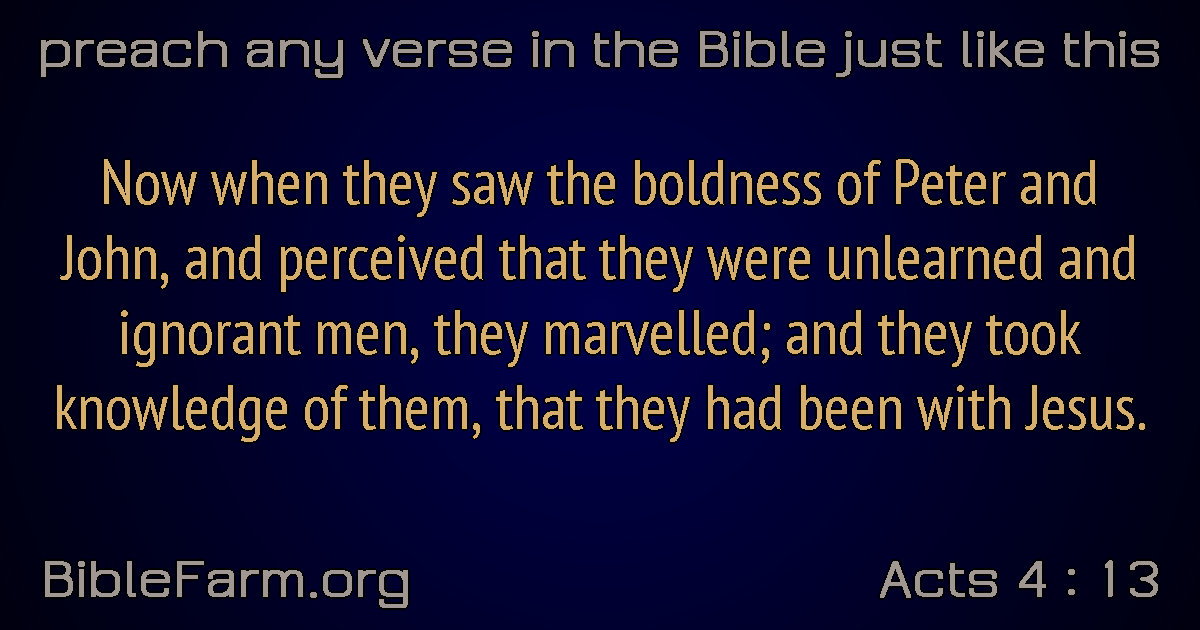 preach any verse in the Bible just like this
Now when they saw the boldness of Peter and
John, and perceived that they were unlearned and
ignorant men, they marvelled; and they took
knowledge of them, that they had been with Jesus.
BibleFarm.org
Acts 4 : 13